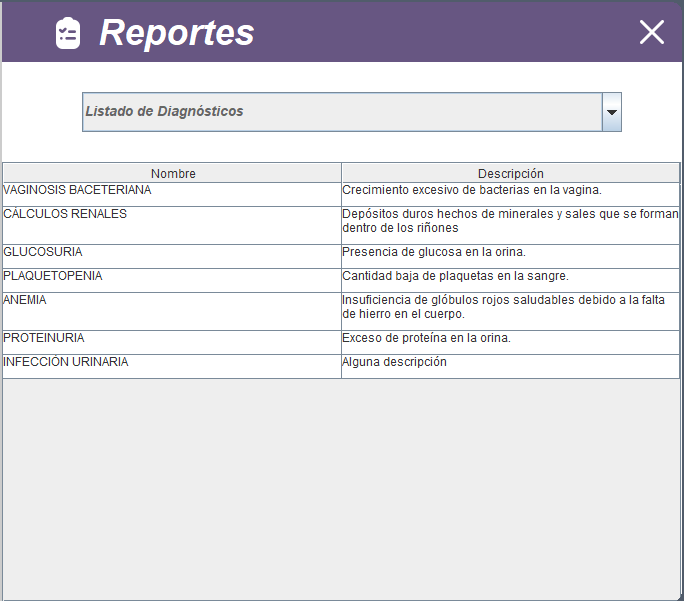 Reportes
Listado de Diagnósticos
Nombre Descripción
VAGINOSIS BACETERIANA Crecimiento excesivo de bacterias en la vagina.
CÁLCULOS RENALES Depósitos duros hechos de minerales y sales que se forman
dentro de los riñones
GLUCOSURIA Presencia de glucosa en la orina.
PLAQUETOPENIA Cantidad baja de plaquetas en la sangre.
ANEMIA Insuficiencia de glóbulos rojos saludables debido a la falta
de hierro en el cuerpo.
PROTEINURIA Exceso de proteína en la orina.
INFECCIÓN URINARIA Alguna descripción